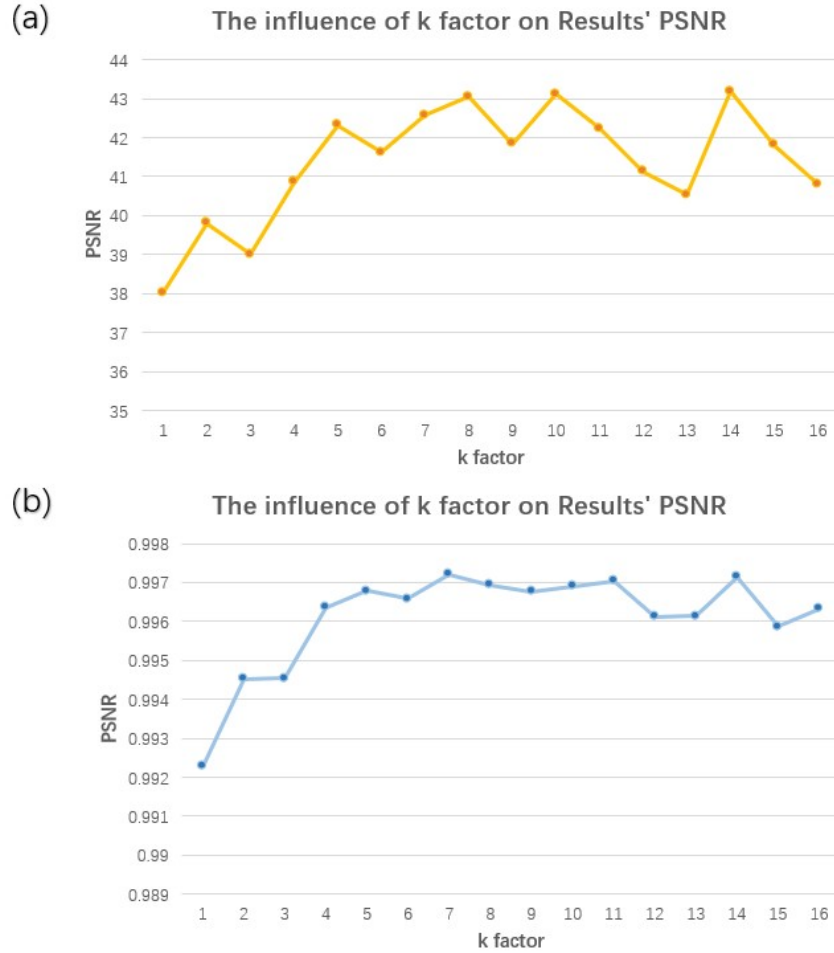 (a)
The influence of k factor on Results' PSNR
44
43
42
41
40
39
38
37
36
35
PSNR
1 2 3 4 5 6 7 8 9 10 11 12 13 14 15 16
k factor
(b)
The influence of k factor on Results' PSNR
0.998
0.997
0.996
0.995
0.994
0.993
0.992
0.991
0.99
0.989
PSNR
1 2 3 4 5 6 7 8 9 10 11 12 13 14 15 16
k factor